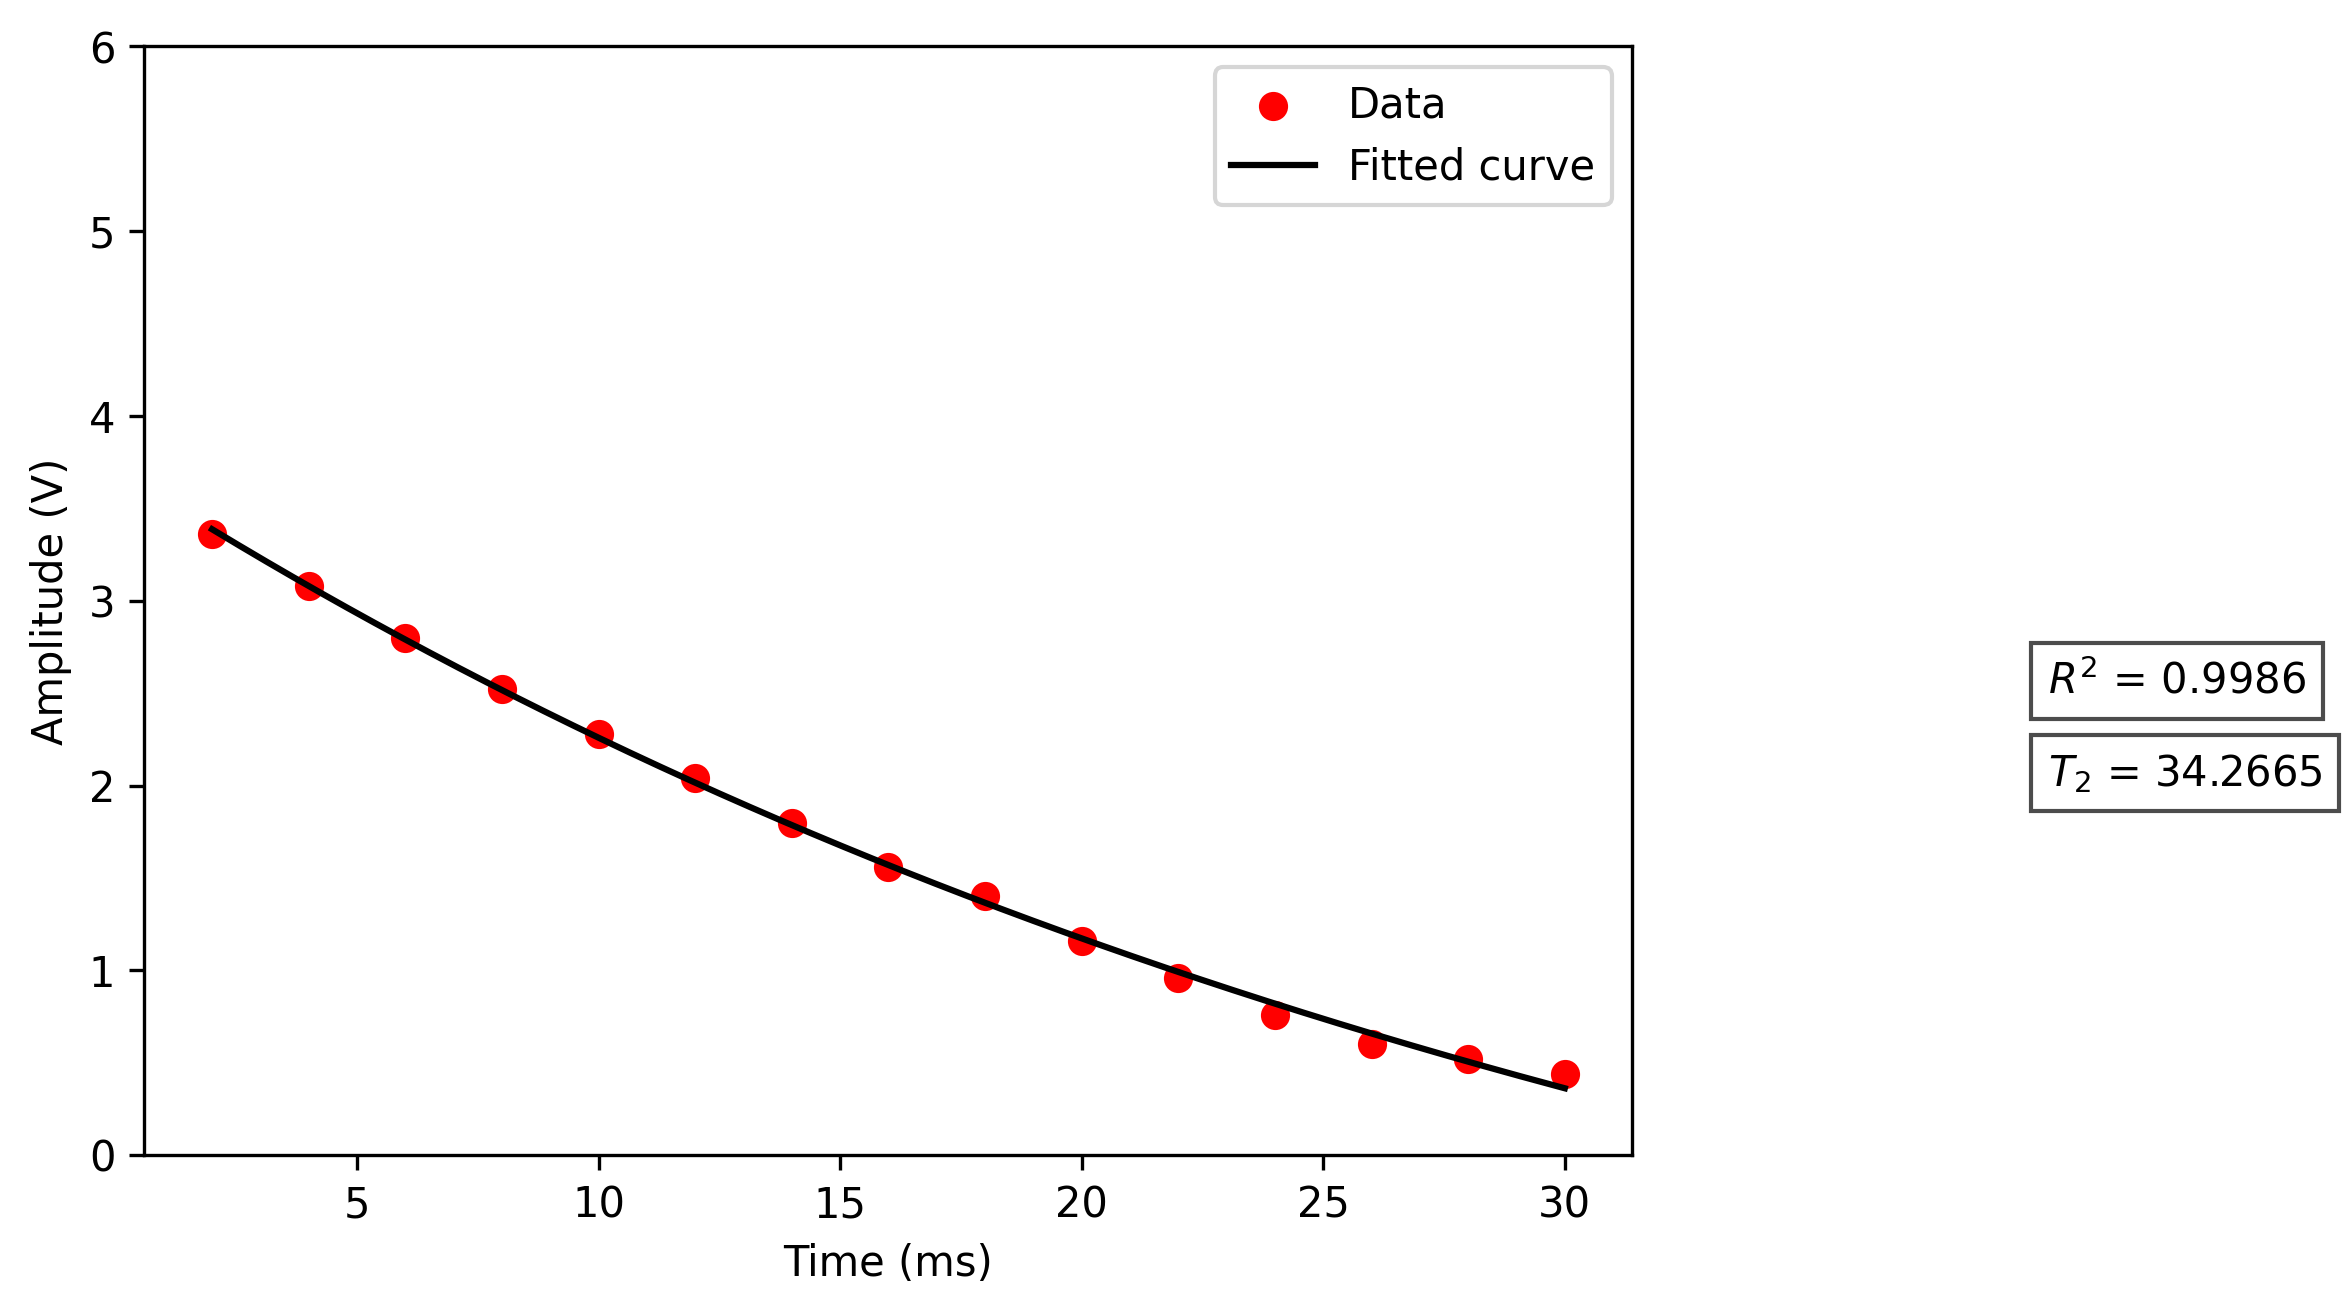 6
5
4
3
2
1
0
Amplitude (V)
5 10 15 20 25 30
Time (ms)
Data
Fitted curve
R² = 0.9986
T₂ = 34.2665